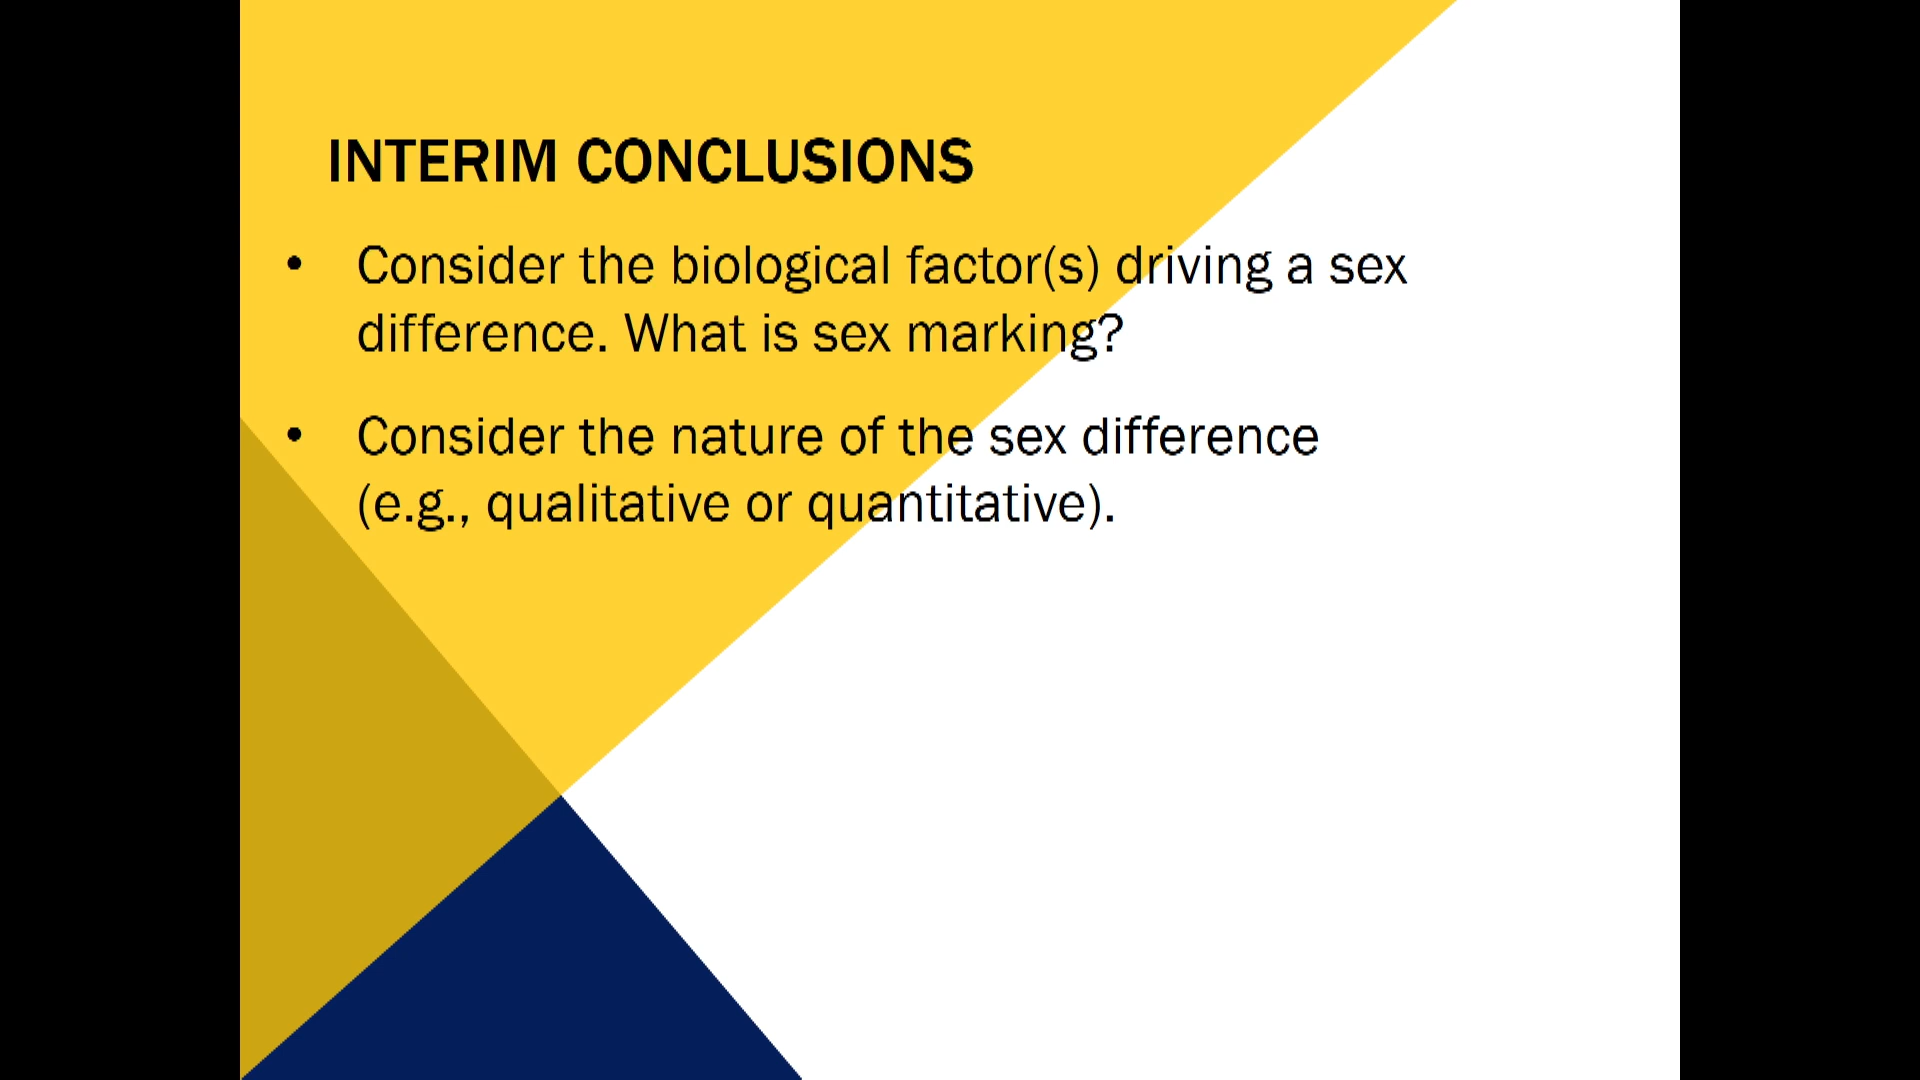 INTERIM CONCLUSIONS
• Consider the biological factor(s) driving a sex
difference. What is sex marking?
• Consider the nature of the sex difference
(e.g., qualitative or quantitative).